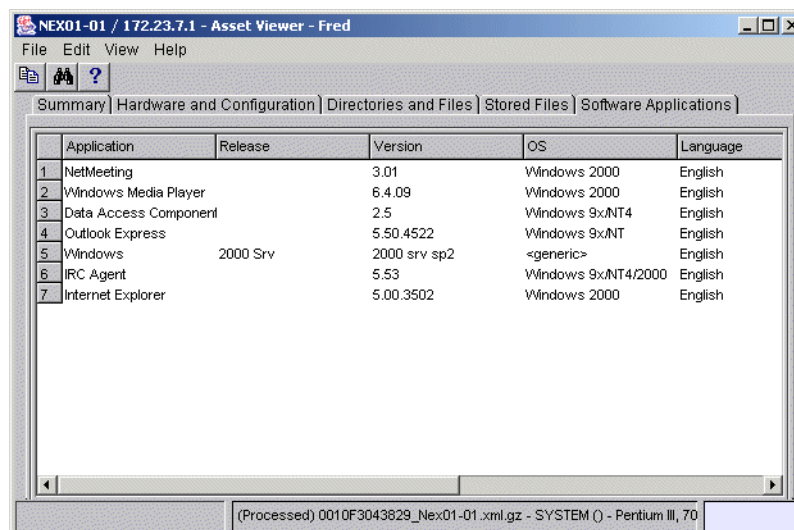 NEX01-01 / 172.23.7.1 - Asset Viewer - Fred
File Edit View Help
?
Summary Hardware and Configuration Directories and Files Stored Files Software Applications
Application Release Version OS Language
1 NetMeeting 3.01 Windows 2000 English
2 Windows Media Player 6.4.09 Windows 2000 English
3 Data Access Component 2.5 Windows 9x/NT4 English
4 Outlook Express 5.50.4522 Windows 9x/NT English
5 Windows 2000 Srv 2000 srv sp2 <generic> English
6 IRC Agent 5.53 Windows 9x/NT4/2000 English
7 Internet Explorer 5.00.3502 Windows 2000 English
(Processed) 0010F3043829_Nex01-01.xml.gz - SYSTEM () - Pentium III, 70